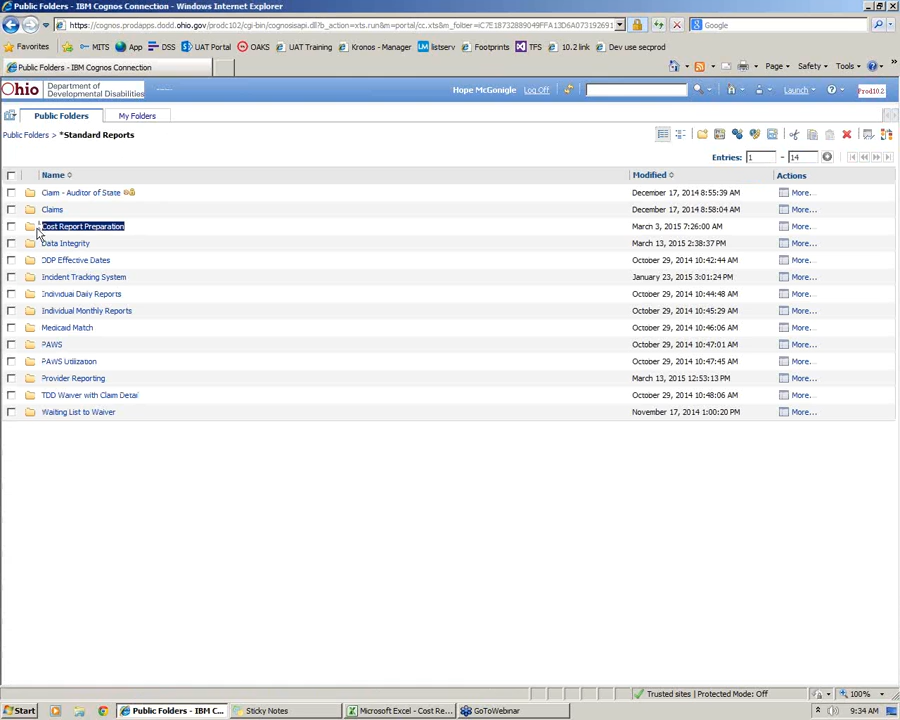 Public Folders - IBM Cognos Connection - Windows Internet Explorer
Google
Favorites MITS App DSS UAT Portal OAKS UAT Training Kronos - Manager listserv Footprints TFS 10.2 link Dev use secprod
Public Folders - IBM Cognos Connection
Page Safety Tools
Ohio Department of Developmental Disabilities Hope McGonigle Log Off Launch Prod10.2
Public Folders My Folders
Public Folders > *Standard Reports
Entries: 1 - 14
Name Modified Actions
Claim - Auditor of State December 17, 2014 8:55:39 AM More...
Claims December 17, 2014 8:58:04 AM More...
Cost Report Preparation March 3, 2015 7:26:00 AM More...
Data Integrity March 13, 2015 2:38:37 PM More...
DDP Effective Dates October 29, 2014 10:42:44 AM More...
Incident Tracking System January 23, 2015 3:01:24 PM More...
Individual Daily Reports October 29, 2014 10:44:48 AM More...
Individual Monthly Reports October 29, 2014 10:45:29 AM More...
Medicaid Match October 29, 2014 10:46:06 AM More...
PAWS October 29, 2014 10:47:01 AM More...
PAWS Utilization October 29, 2014 10:47:45 AM More...
Provider Reporting March 13, 2015 12:53:13 PM More...
TDD Waiver with Claim Detail October 29, 2014 10:48:06 AM More...
Waiting List to Waiver November 17, 2014 1:00:20 PM More...
Trusted sites | Protected Mode: Off 100%
Start Public Folders - IBM C... Sticky Notes Microsoft Excel - Cost Re... GoToWebinar 9:34 AM